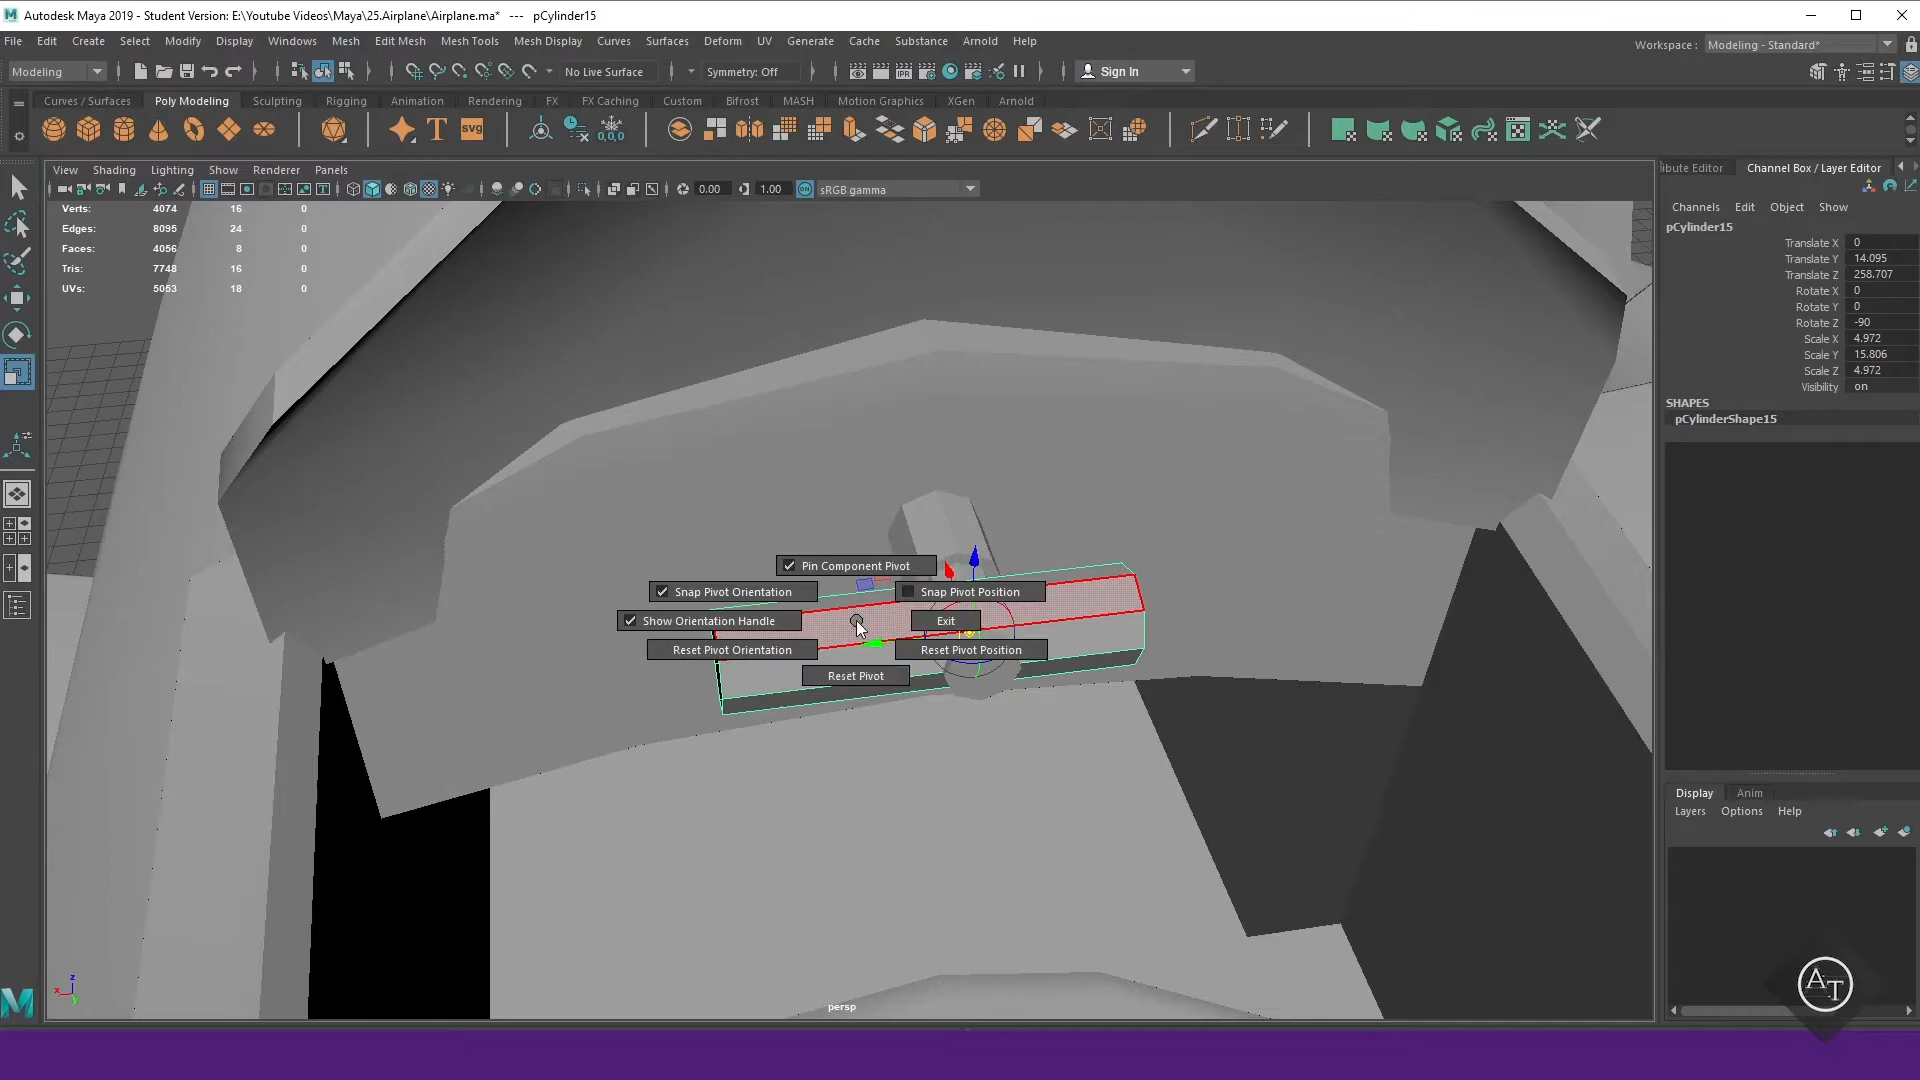 Autodesk Maya 2019 - Student Version: E:\Youtube Videos\Maya\25.Airplane\Airplane.ma* --- pCylinder15
File Edit Create Select Modify Display Windows Mesh Edit Mesh Mesh Tools Mesh Display Curves Surfaces Deform UV Generate Cache Substance Arnold Help
Workspace : Modeling - Standard*
Modeling No Live Surface Symmetry: Off Sign In
Curves / Surfaces Poly Modeling Sculpting Rigging Animation Rendering FX FX Caching Custom Bifrost MASH Motion Graphics XGen Arnold
T SVG 0,0,0
View Shading Lighting Show Renderer Panels
0.00 1.00 ON sRGB gamma
Verts: 4074 16 0
Edges: 8095 24 0
Faces: 4056 8 0
Tris: 7748 16 0
UVs: 5053 18 0
Pin Component Pivot
Snap Pivot Orientation Snap Pivot Position
Show Orientation Handle Exit
Reset Pivot Orientation Reset Pivot Position
Reset Pivot
persp
z
x
y
ibute Editor Channel Box / Layer Editor
Channels Edit Object Show
pCylinder15
Translate X 0
Translate Y 14.095
Translate Z 258.707
Rotate X 0
Rotate Y 0
Rotate Z -90
Scale X 4.972
Scale Y 15.806
Scale Z 4.972
Visibility on
SHAPES
pCylinderShape15
Display Anim
Layers Options Help
AT
M